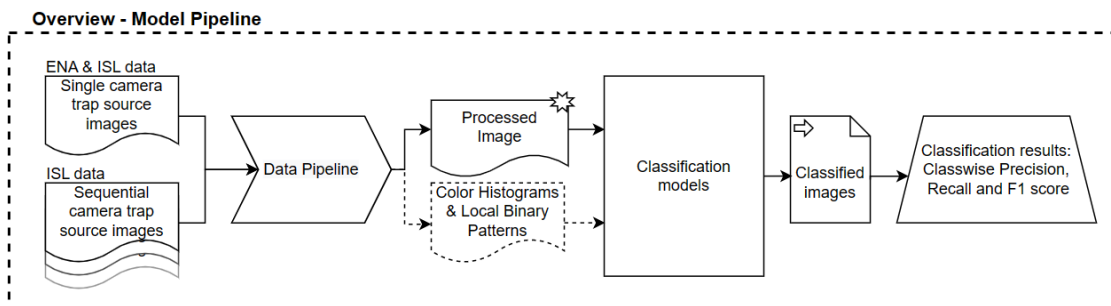 Overview - Model Pipeline
ENA & ISL data
Single camera
trap source
images
ISL data
Sequential
camera trap
source images
Data Pipeline
Processed
Image
Color Histograms
& Local Binary
Patterns
Classification
models
Classified
images
Classification results:
Classwise Precision,
Recall and F1 score